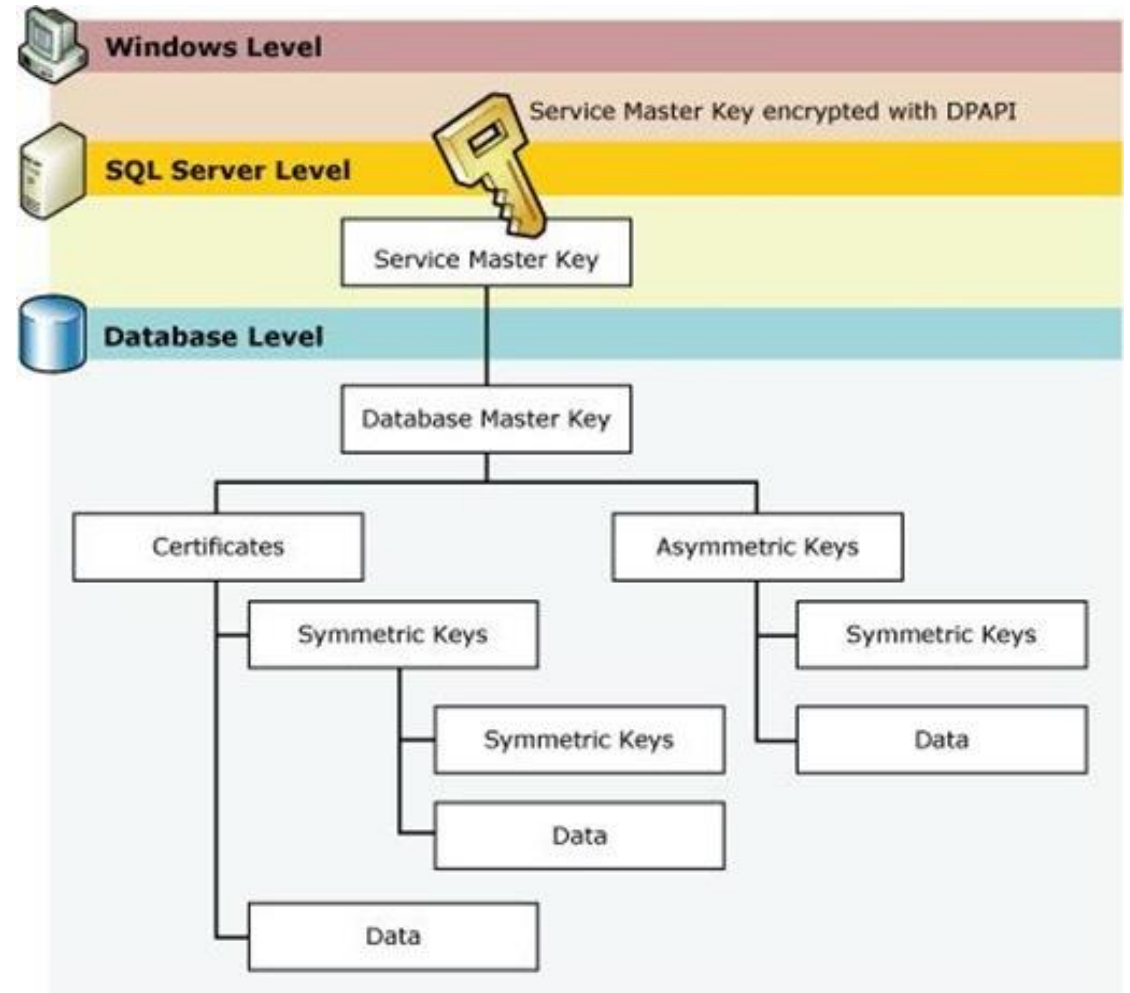 Windows Level
Service Master Key encrypted with DPAPI
SQL Server Level
Service Master Key
Database Level
Database Master Key
Certificates
Asymmetric Keys
Symmetric Keys
Symmetric Keys
Symmetric Keys
Data
Data
Data